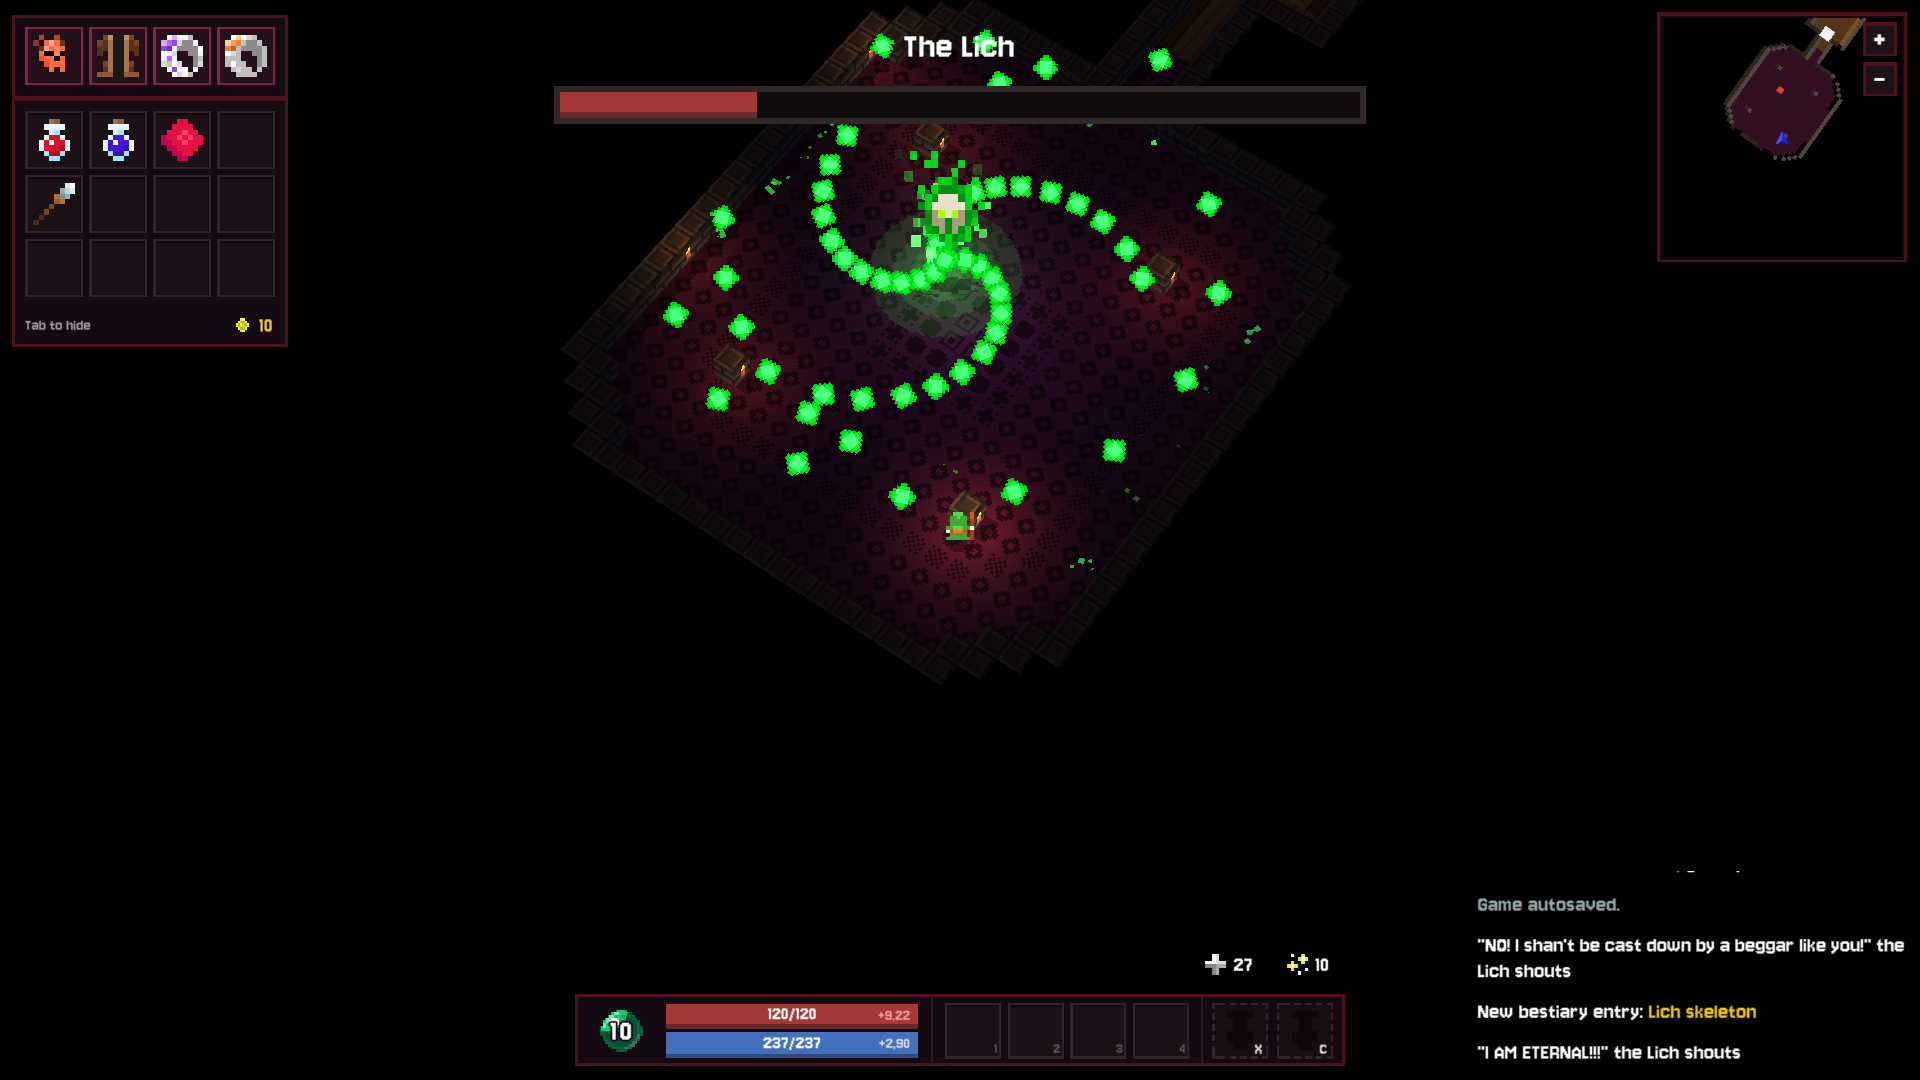 The Lich
+
−
Tab to hide
10
Game autosaved.
"NO! I shan't be cast down by a beggar like you!" the
Lich shouts
New bestiary entry: Lich skeleton
"I AM ETERNAL!!!" the Lich shouts
27
10
10
120/120
+9,22
237/237
+2,90
1
2
3
4
X
C